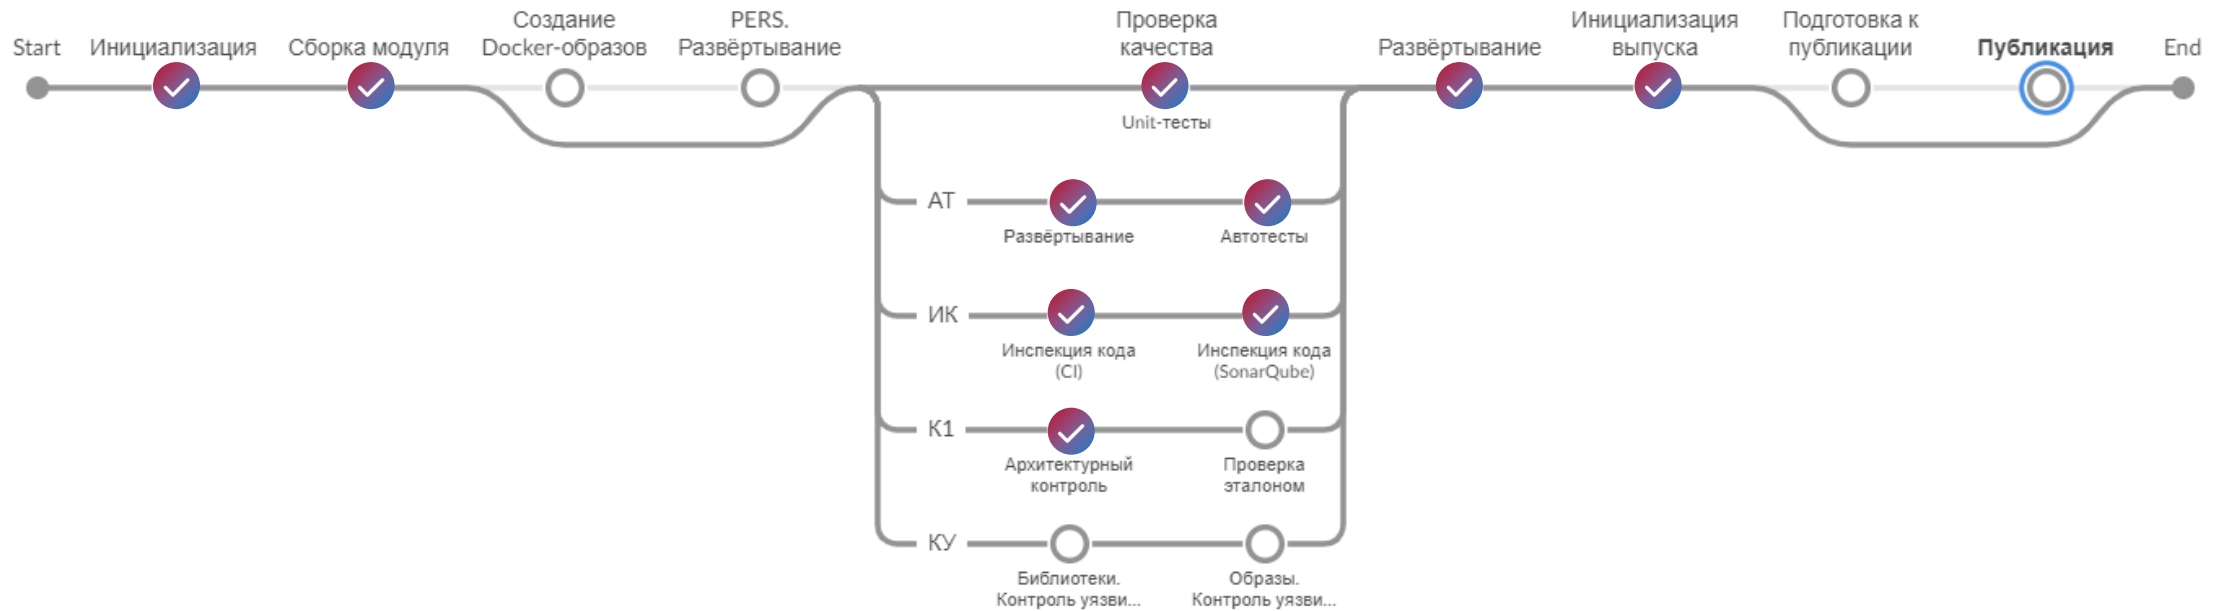 Start
Инициализация
Сборка модуля
Создание
Docker-образов
PERS.
Развёртывание
Проверка
качества
Развёртывание
Инициализация
выпуска
Подготовка к
публикации
Публикация
End
Unit-тесты
АТ
Развёртывание
Автотесты
ИК
Инспекция кода
(CI)
Инспекция кода
(SonarQube)
К1
Архитектурный
контроль
Проверка
эталоном
КУ
Библиотеки.
Контроль уязви...
Образы.
Контроль уязви...